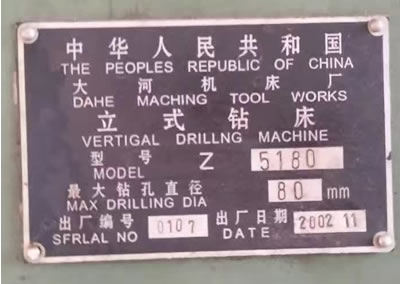 中华人民共和国
THE PEOPLES REPUBLIC OF CHINA
大河机床厂
DAHE MACHING TOOL WORKS
立式钻床
VERTIGAL DRILLNG MACHINE
型号 Z 5180
MODEL
最大钻孔直径 80 mm
MAX DRILLING DIA
出厂编号 0107 出厂日期 2002 11
SFRLAL NO DATE